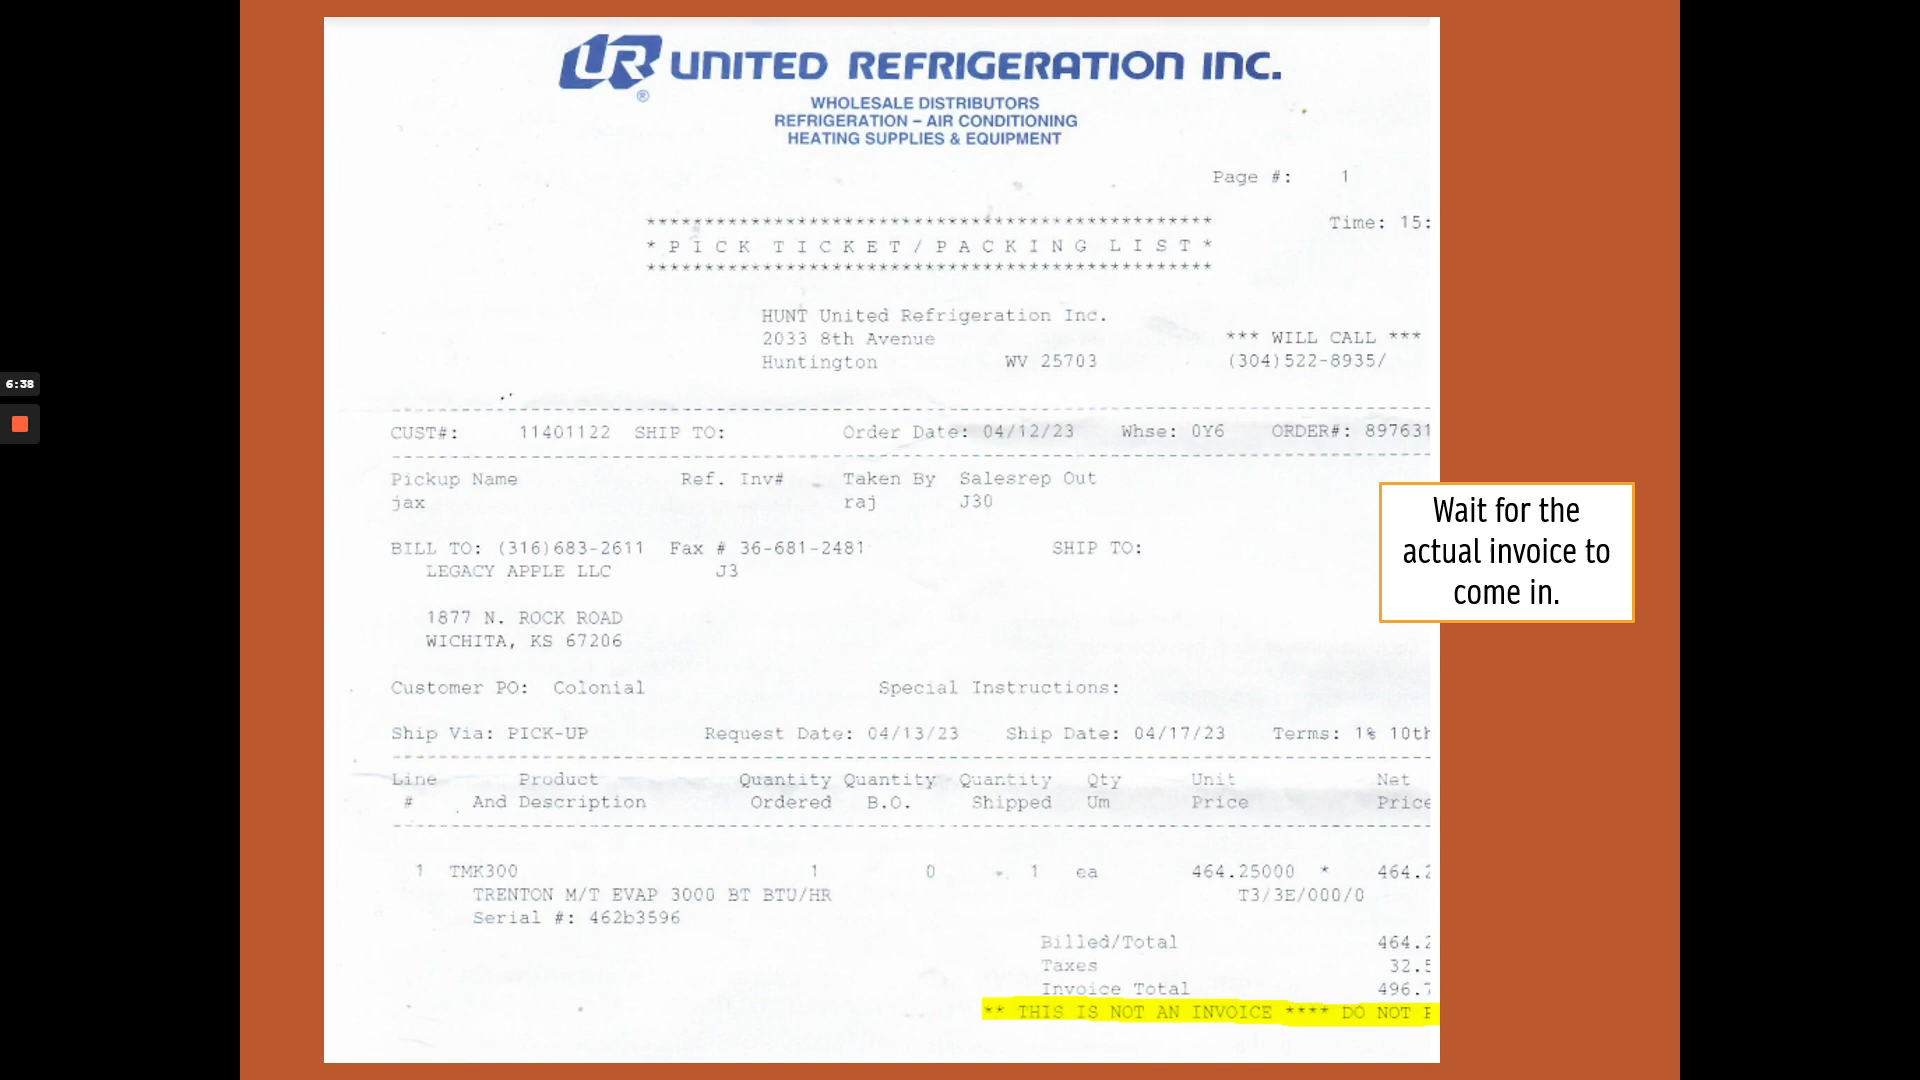 UR UNITED REFRIGERATION INC.
®
WHOLESALE DISTRIBUTORS
REFRIGERATION – AIR CONDITIONING
HEATING SUPPLIES & EQUIPMENT
Page #: 1
*************************************************
Time: 15:
* P I C K T I C K E T / P A C K I N G L I S T *
*************************************************
HUNT United Refrigeration Inc.
2033 8th Avenue *** WILL CALL ***
Huntington WV 25703 (304)522-8935/
CUST#: 11401122 SHIP TO: Order Date: 04/12/23 Whse: 0Y6 ORDER#: 897631
Pickup Name Ref. Inv# Taken By Salesrep Out
jax raj J30
BILL TO: (316)683-2611 Fax # 36-681-2481 SHIP TO:
LEGACY APPLE LLC J3
1877 N. ROCK ROAD
WICHITA, KS 67206
Customer PO: Colonial Special Instructions:
Ship Via: PICK-UP Request Date: 04/13/23 Ship Date: 04/17/23 Terms: 1% 10th
Line Product Quantity Quantity Quantity Qty Unit Net
# And Description Ordered B.O. Shipped Um Price Price
1 TMK300 1 0 1 ea 464.25000 * 464.2
TRENTON M/T EVAP 3000 BT BTU/HR T3/3E/000/0
Serial #: 462b3596
Billed/Total 464.2
Taxes 32.5
Invoice Total 496.7
** THIS IS NOT AN INVOICE **** DO NOT
6:38
Wait for the
actual invoice to
come in.